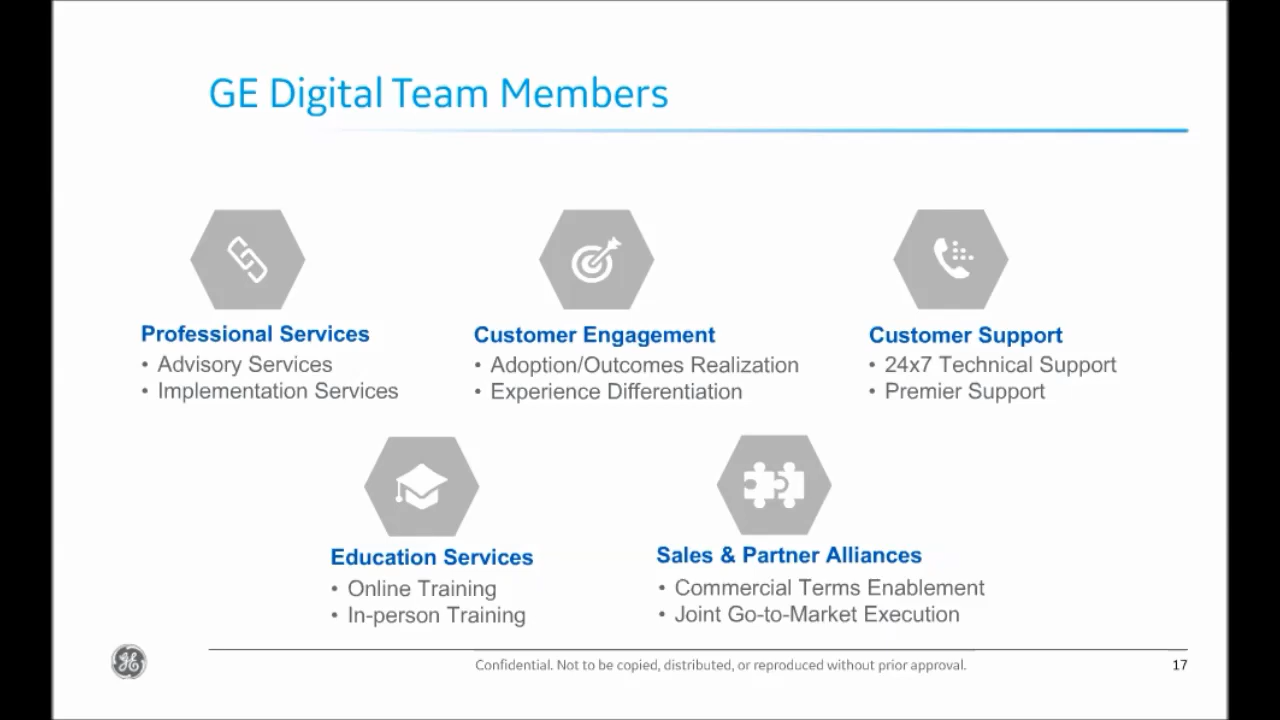 GE Digital Team Members
Professional Services
• Advisory Services
• Implementation Services
Customer Engagement
• Adoption/Outcomes Realization
• Experience Differentiation
Customer Support
• 24x7 Technical Support
• Premier Support
Education Services
• Online Training
• In-person Training
Sales & Partner Alliances
• Commercial Terms Enablement
• Joint Go-to-Market Execution
GE
Confidential. Not to be copied, distributed, or reproduced without prior approval.
17